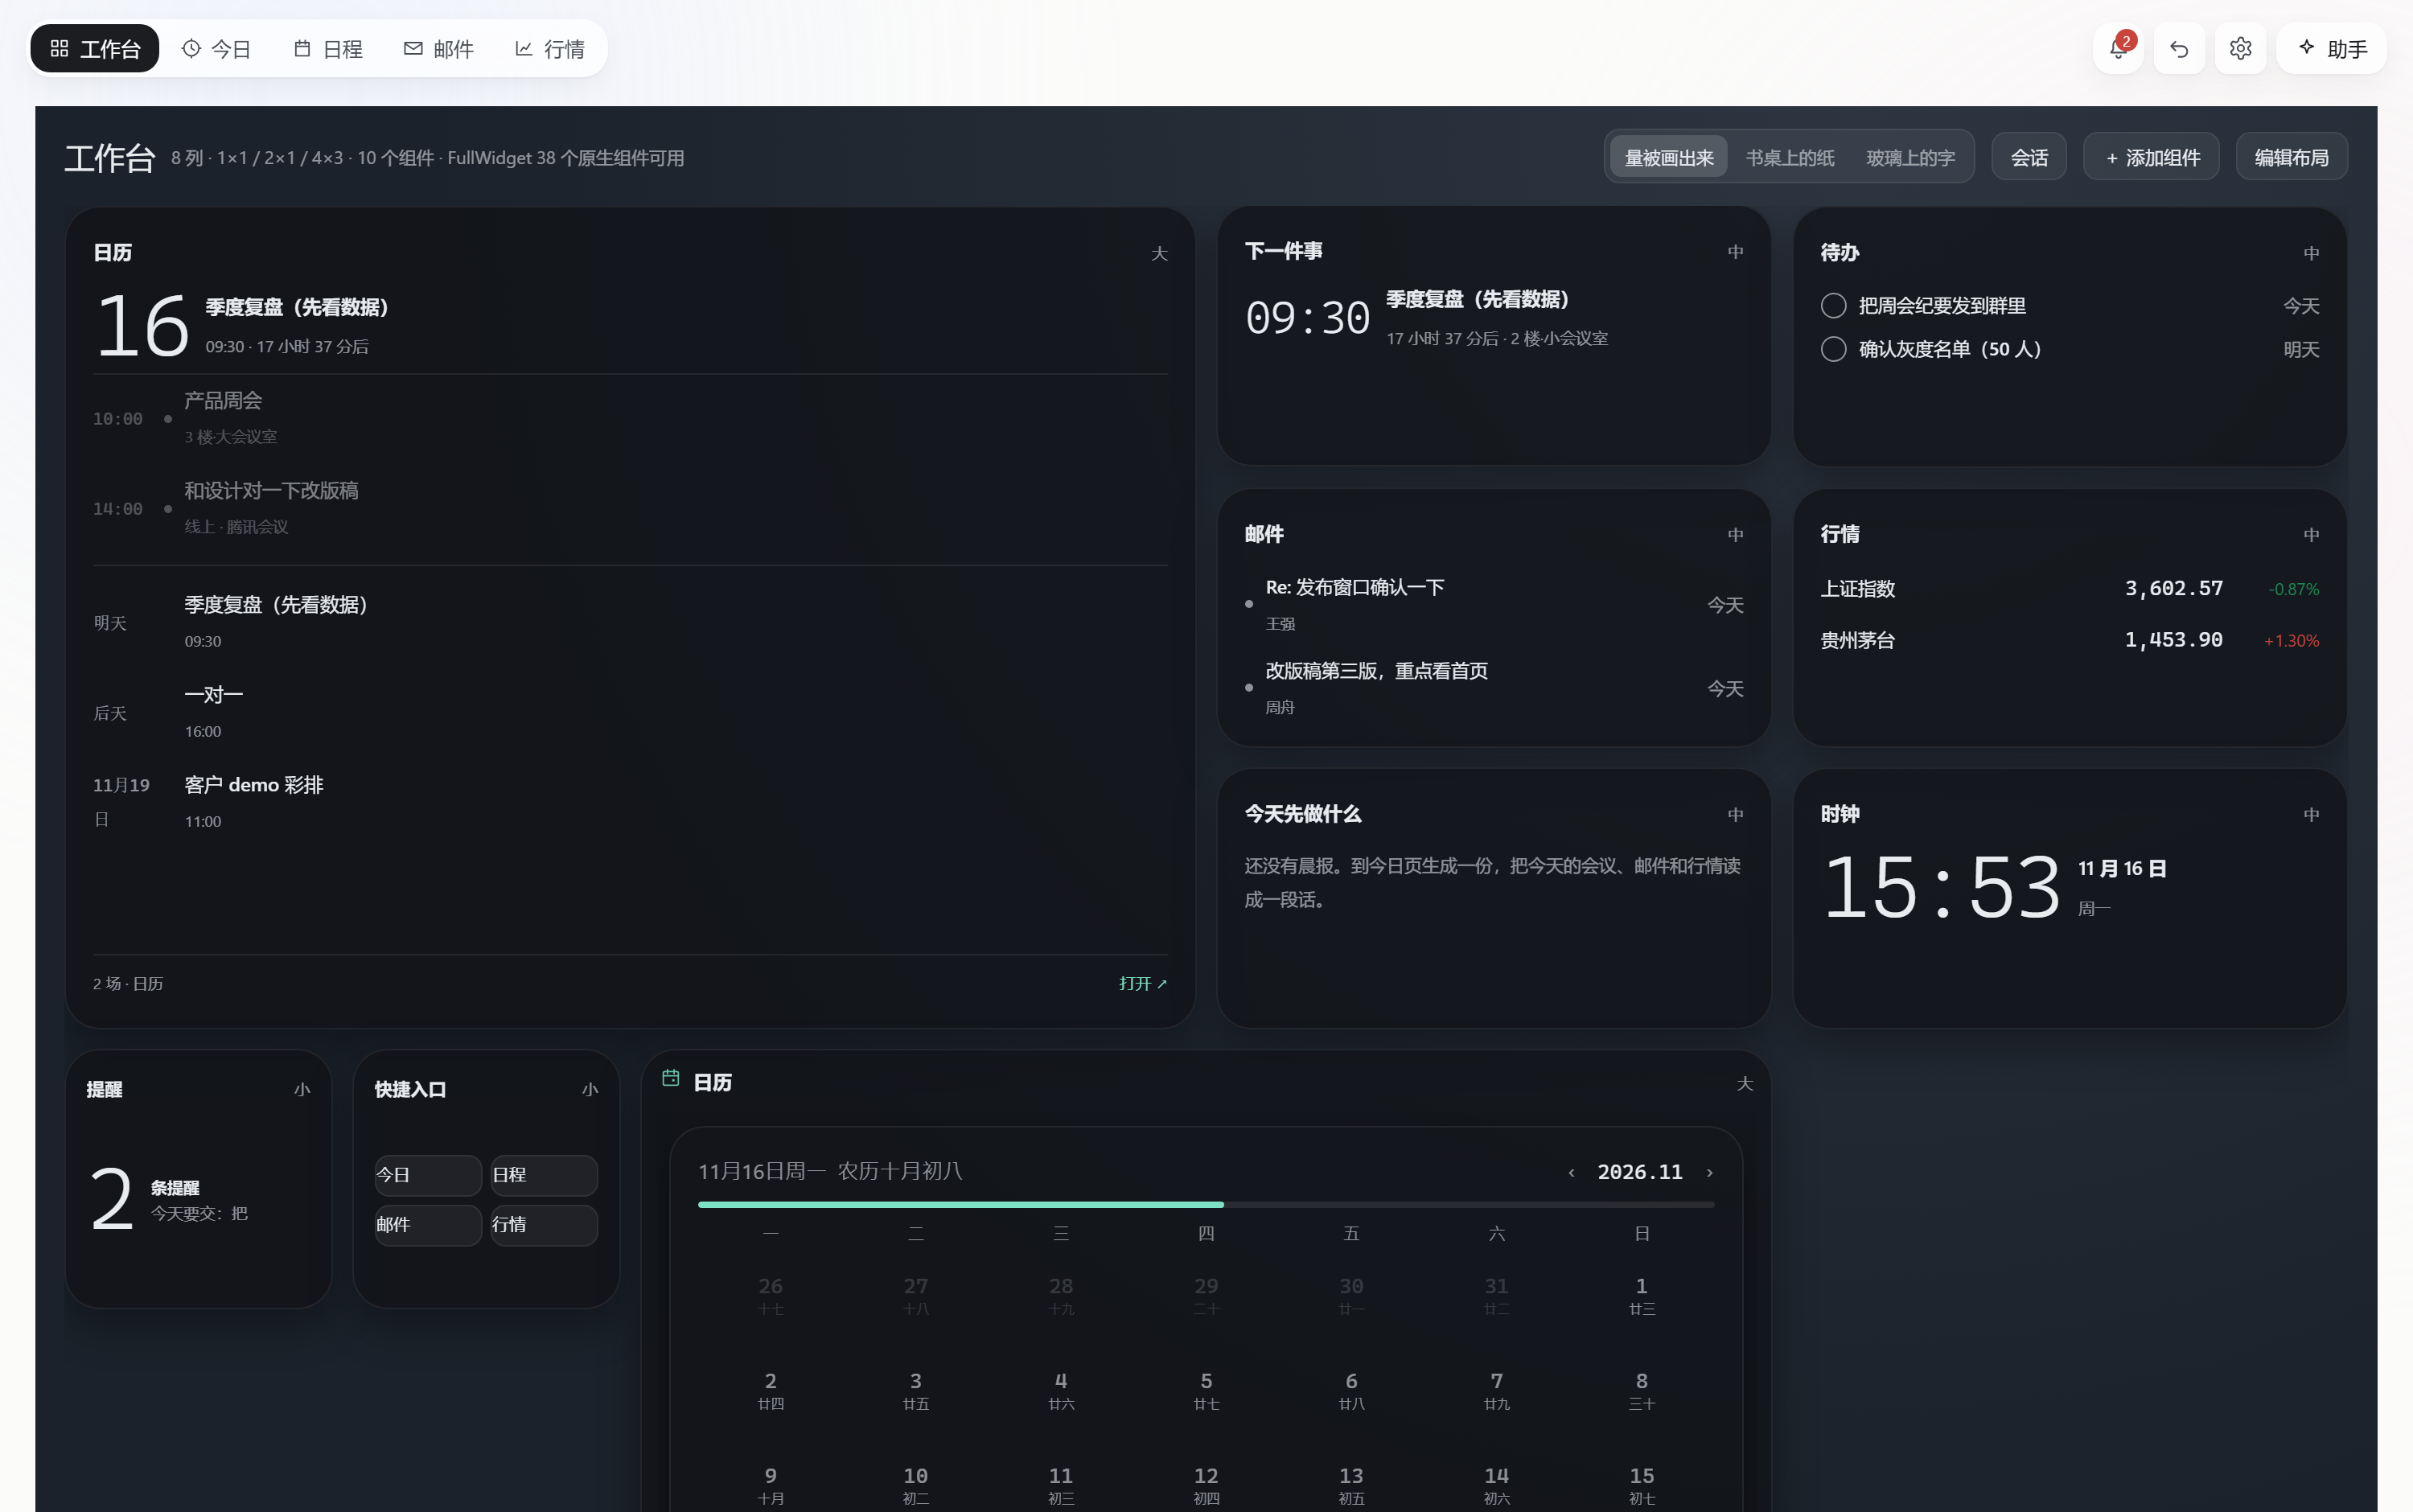 工作台
今日
日程
邮件
行情
2
助手
工作台
8 列 · 1×1 / 2×1 / 4×3 · 10 个组件 · FullWidget 38 个原生组件可用
量被画出来
书桌上的纸
玻璃上的字
会话
+ 添加组件
编辑布局
日历
大
16
季度复盘（先看数据）
09:30 · 17 小时 37 分后
10:00
产品周会
3 楼·大会议室
14:00
和设计对一下改版稿
线上 · 腾讯会议
明天
季度复盘（先看数据）
09:30
后天
一对一
16:00
11月19
日
客户 demo 彩排
11:00
2 场 · 日历
打开 ↗
下一件事
中
09:30
季度复盘（先看数据）
17 小时 37 分后 · 2 楼·小会议室
待办
中
把周会纪要发到群里
今天
确认灰度名单（50 人）
明天
邮件
中
Re: 发布窗口确认一下
王强
今天
改版稿第三版，重点看首页
周舟
今天
行情
中
上证指数
3,602.57
-0.87%
贵州茅台
1,453.90
+1.30%
今天先做什么
中
还没有晨报。到今日页生成一份，把今天的会议、邮件和行情读
成一段话。
时钟
中
15:53
11 月 16 日
周一
提醒
小
2
条提醒
今天要交：把
快捷入口
小
今日
日程
邮件
行情
日历
大
11月16日周一 农历十月初八
‹ 2026.11 ›
一 二 三 四 五 六 日
26 27 28 29 30 31 1
十七 十八 十九 二十 廿一 廿二 廿三
2 3 4 5 6 7 8
廿四 廿五 廿六 廿七 廿八 廿九 三十
9 10 11 12 13 14 15
十月 初二 初三 初四 初五 初六 初七